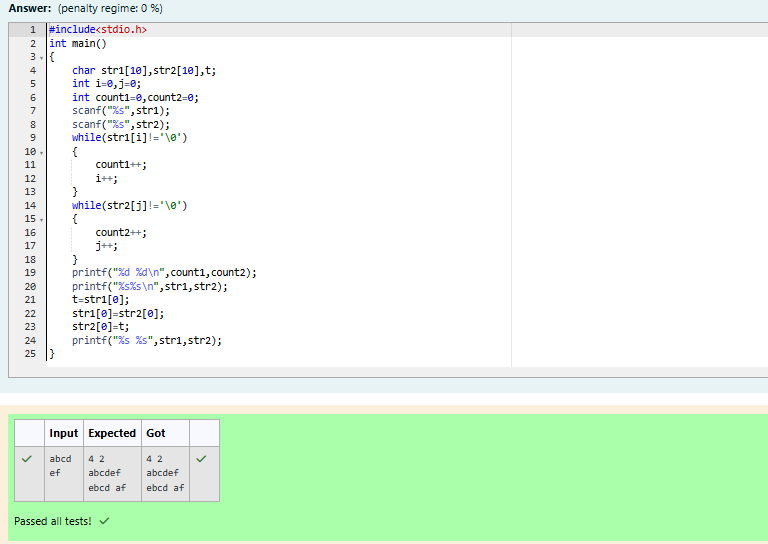 Answer: (penalty regime: 0 %)
1 #include<stdio.h>
2 int main()
3 {
4 char str1[10],str2[10],t;
5 int i=0,j=0;
6 int count1=0,count2=0;
7 scanf("%s",str1);
8 scanf("%s",str2);
9 while(str1[i]!='\0')
10 {
11 count1++;
12 i++;
13 }
14 while(str2[j]!='\0')
15 {
16 count2++;
17 j++;
18 }
19 printf("%d %d\n",count1,count2);
20 printf("%s%s\n",str1,str2);
21 t=str1[0];
22 str1[0]=str2[0];
23 str2[0]=t;
24 printf("%s %s",str1,str2);
25 }
Input Expected Got
abcd 4 2 4 2
ef abcdef abcdef
ebcd af ebcd af
Passed all tests!